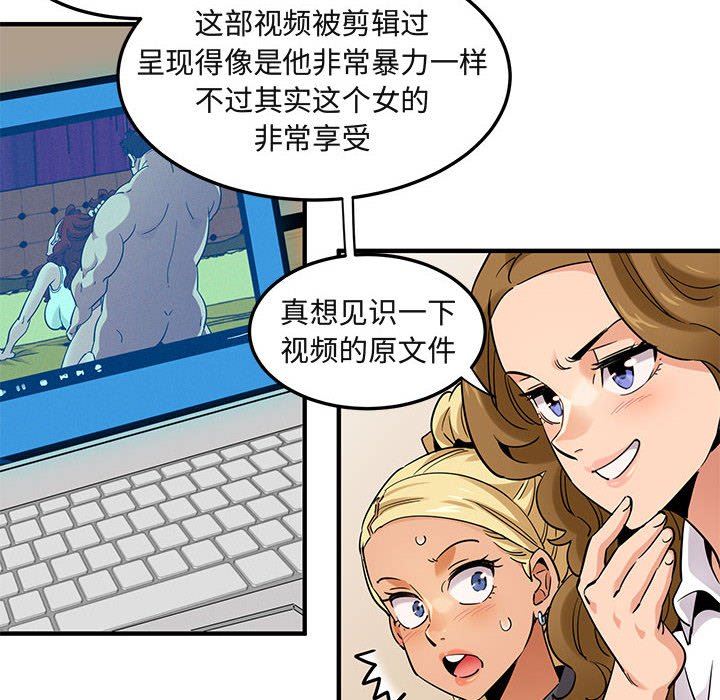 这部视频被剪辑过
呈现得像是他非常暴力一样
不过其实这个女的
非常享受
真想见识一下
视频的原文件